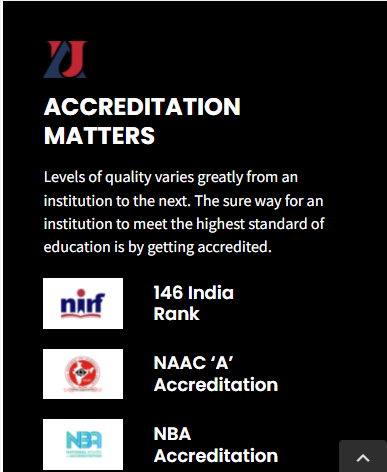 ACCREDITATION
MATTERS
Levels of quality varies greatly from an
institution to the next. The sure way for an
institution to meet the highest standard of
education is by getting accredited.
nirf
146 India
Rank
NAAC ‘A’
Accreditation
NBA
NBA
Accreditation